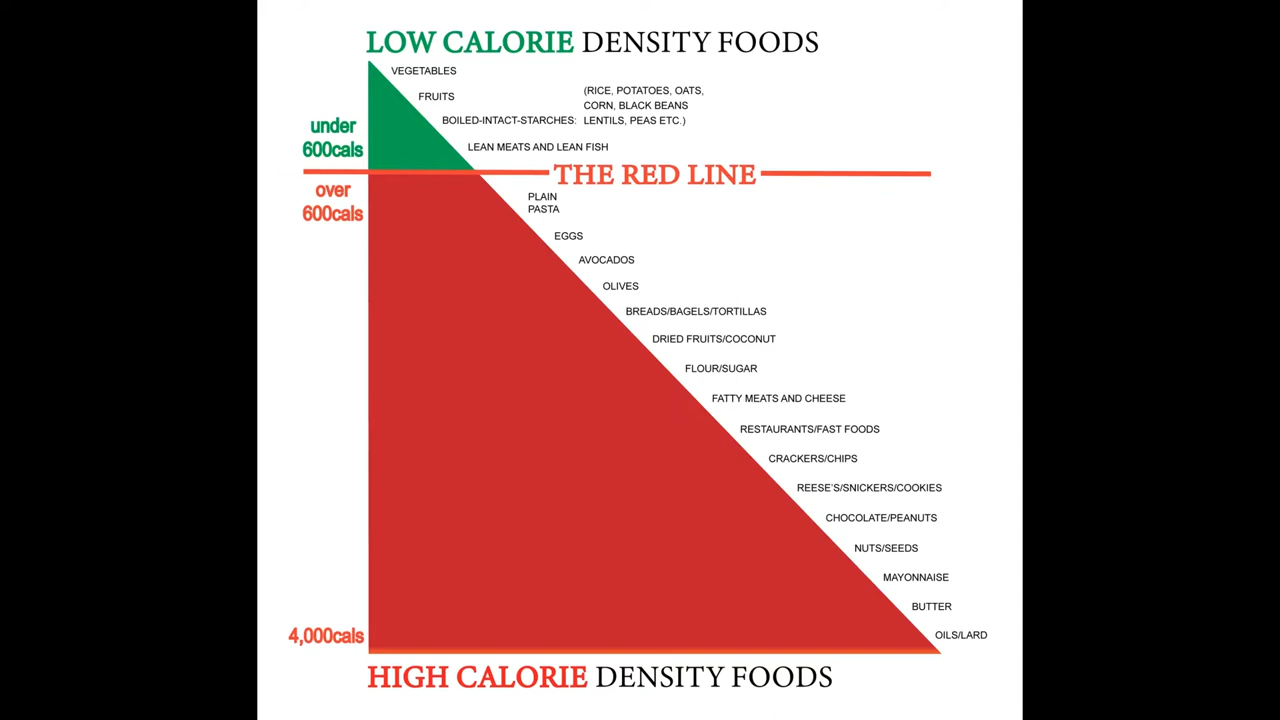 LOW CALORIE DENSITY FOODS
VEGETABLES
FRUITS
BOILED-INTACT-STARCHES:
(RICE, POTATOES, OATS,
CORN, BLACK BEANS
LENTILS, PEAS ETC.)
LEAN MEATS AND LEAN FISH
under
600cals
THE RED LINE
over
600cals
PLAIN
PASTA
EGGS
AVOCADOS
OLIVES
BREADS/BAGELS/TORTILLAS
DRIED FRUITS/COCONUT
FLOUR/SUGAR
FATTY MEATS AND CHEESE
RESTAURANTS/FAST FOODS
CRACKERS/CHIPS
REESE'S/SNICKERS/COOKIES
CHOCOLATE/PEANUTS
NUTS/SEEDS
MAYONNAISE
BUTTER
OILS/LARD
4,000cals
HIGH CALORIE DENSITY FOODS